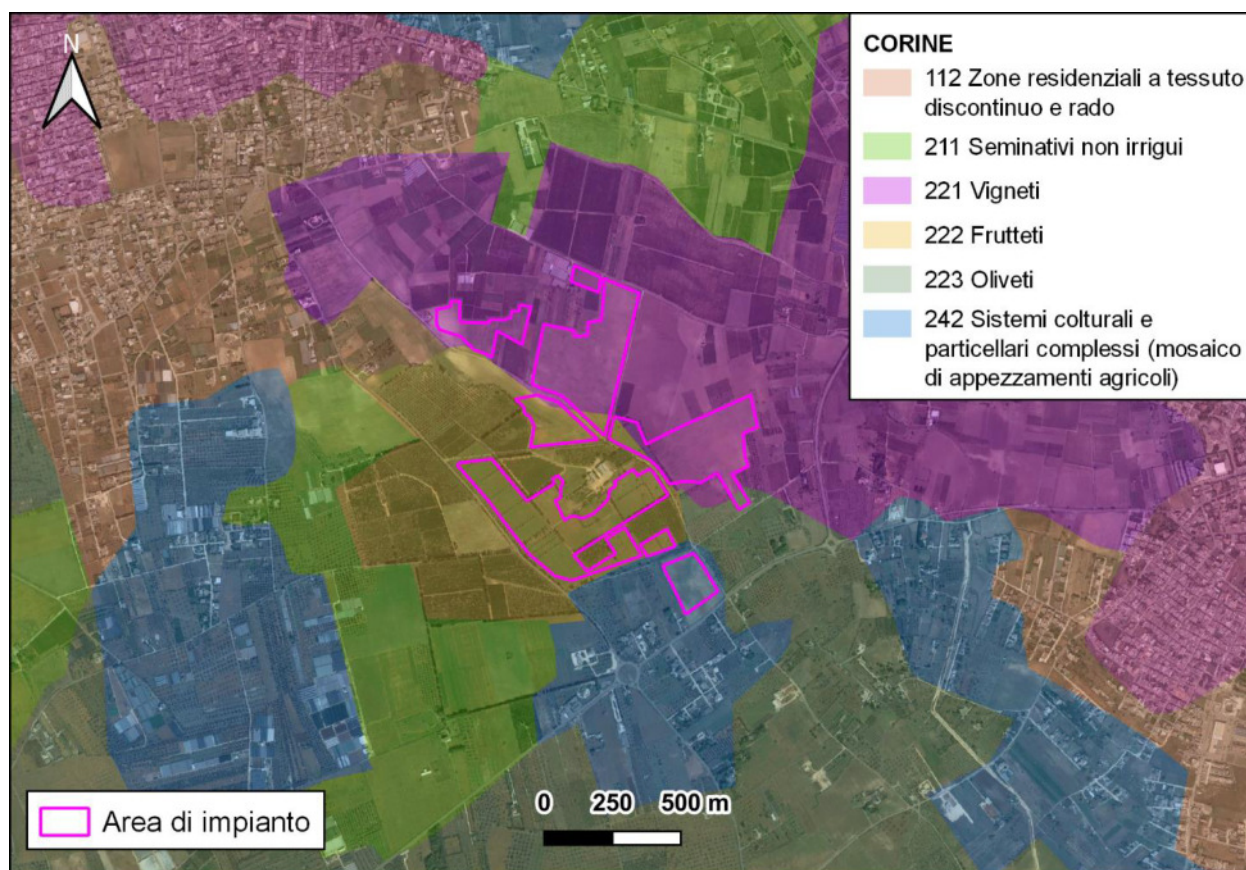 N
CORINE
112 Zone residenziali a tessuto
discontinuo e rado
211 Seminativi non irrigui
221 Vigneti
222 Frutteti
223 Oliveti
242 Sistemi colturali e
particellari complessi (mosaico
di appezzamenti agricoli)
Area di impianto
0 250 500 m